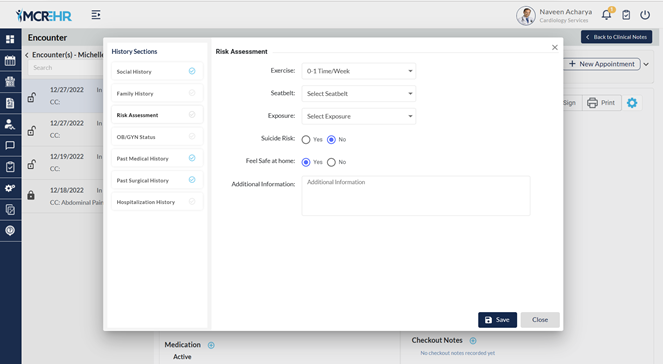 MCREHR
Naveen Acharya
Cardiology Services
1
Encounter
Back to Clinical Notes
Encounter(s) - Michelle
Search
New Appointment
12/27/2022 In
CC:
12/27/2022 In
CC:
12/19/2022 In
CC:
12/18/2022 In
CC: Abdominal Pain
Sign
Print
History Sections
Social History
Family History
Risk Assessment
OB/GYN Status
Past Medical History
Past Surgical History
Hospitalization History
Risk Assessment
Exercise: 0-1 Time/Week
Seatbelt: Select Seatbelt
Exposure: Select Exposure
Suicide Risk: Yes No
Feel Safe at home: Yes No
Additional Information: Additional Information
Save
Close
Medication
Active
Checkout Notes
No checkout notes recorded yet